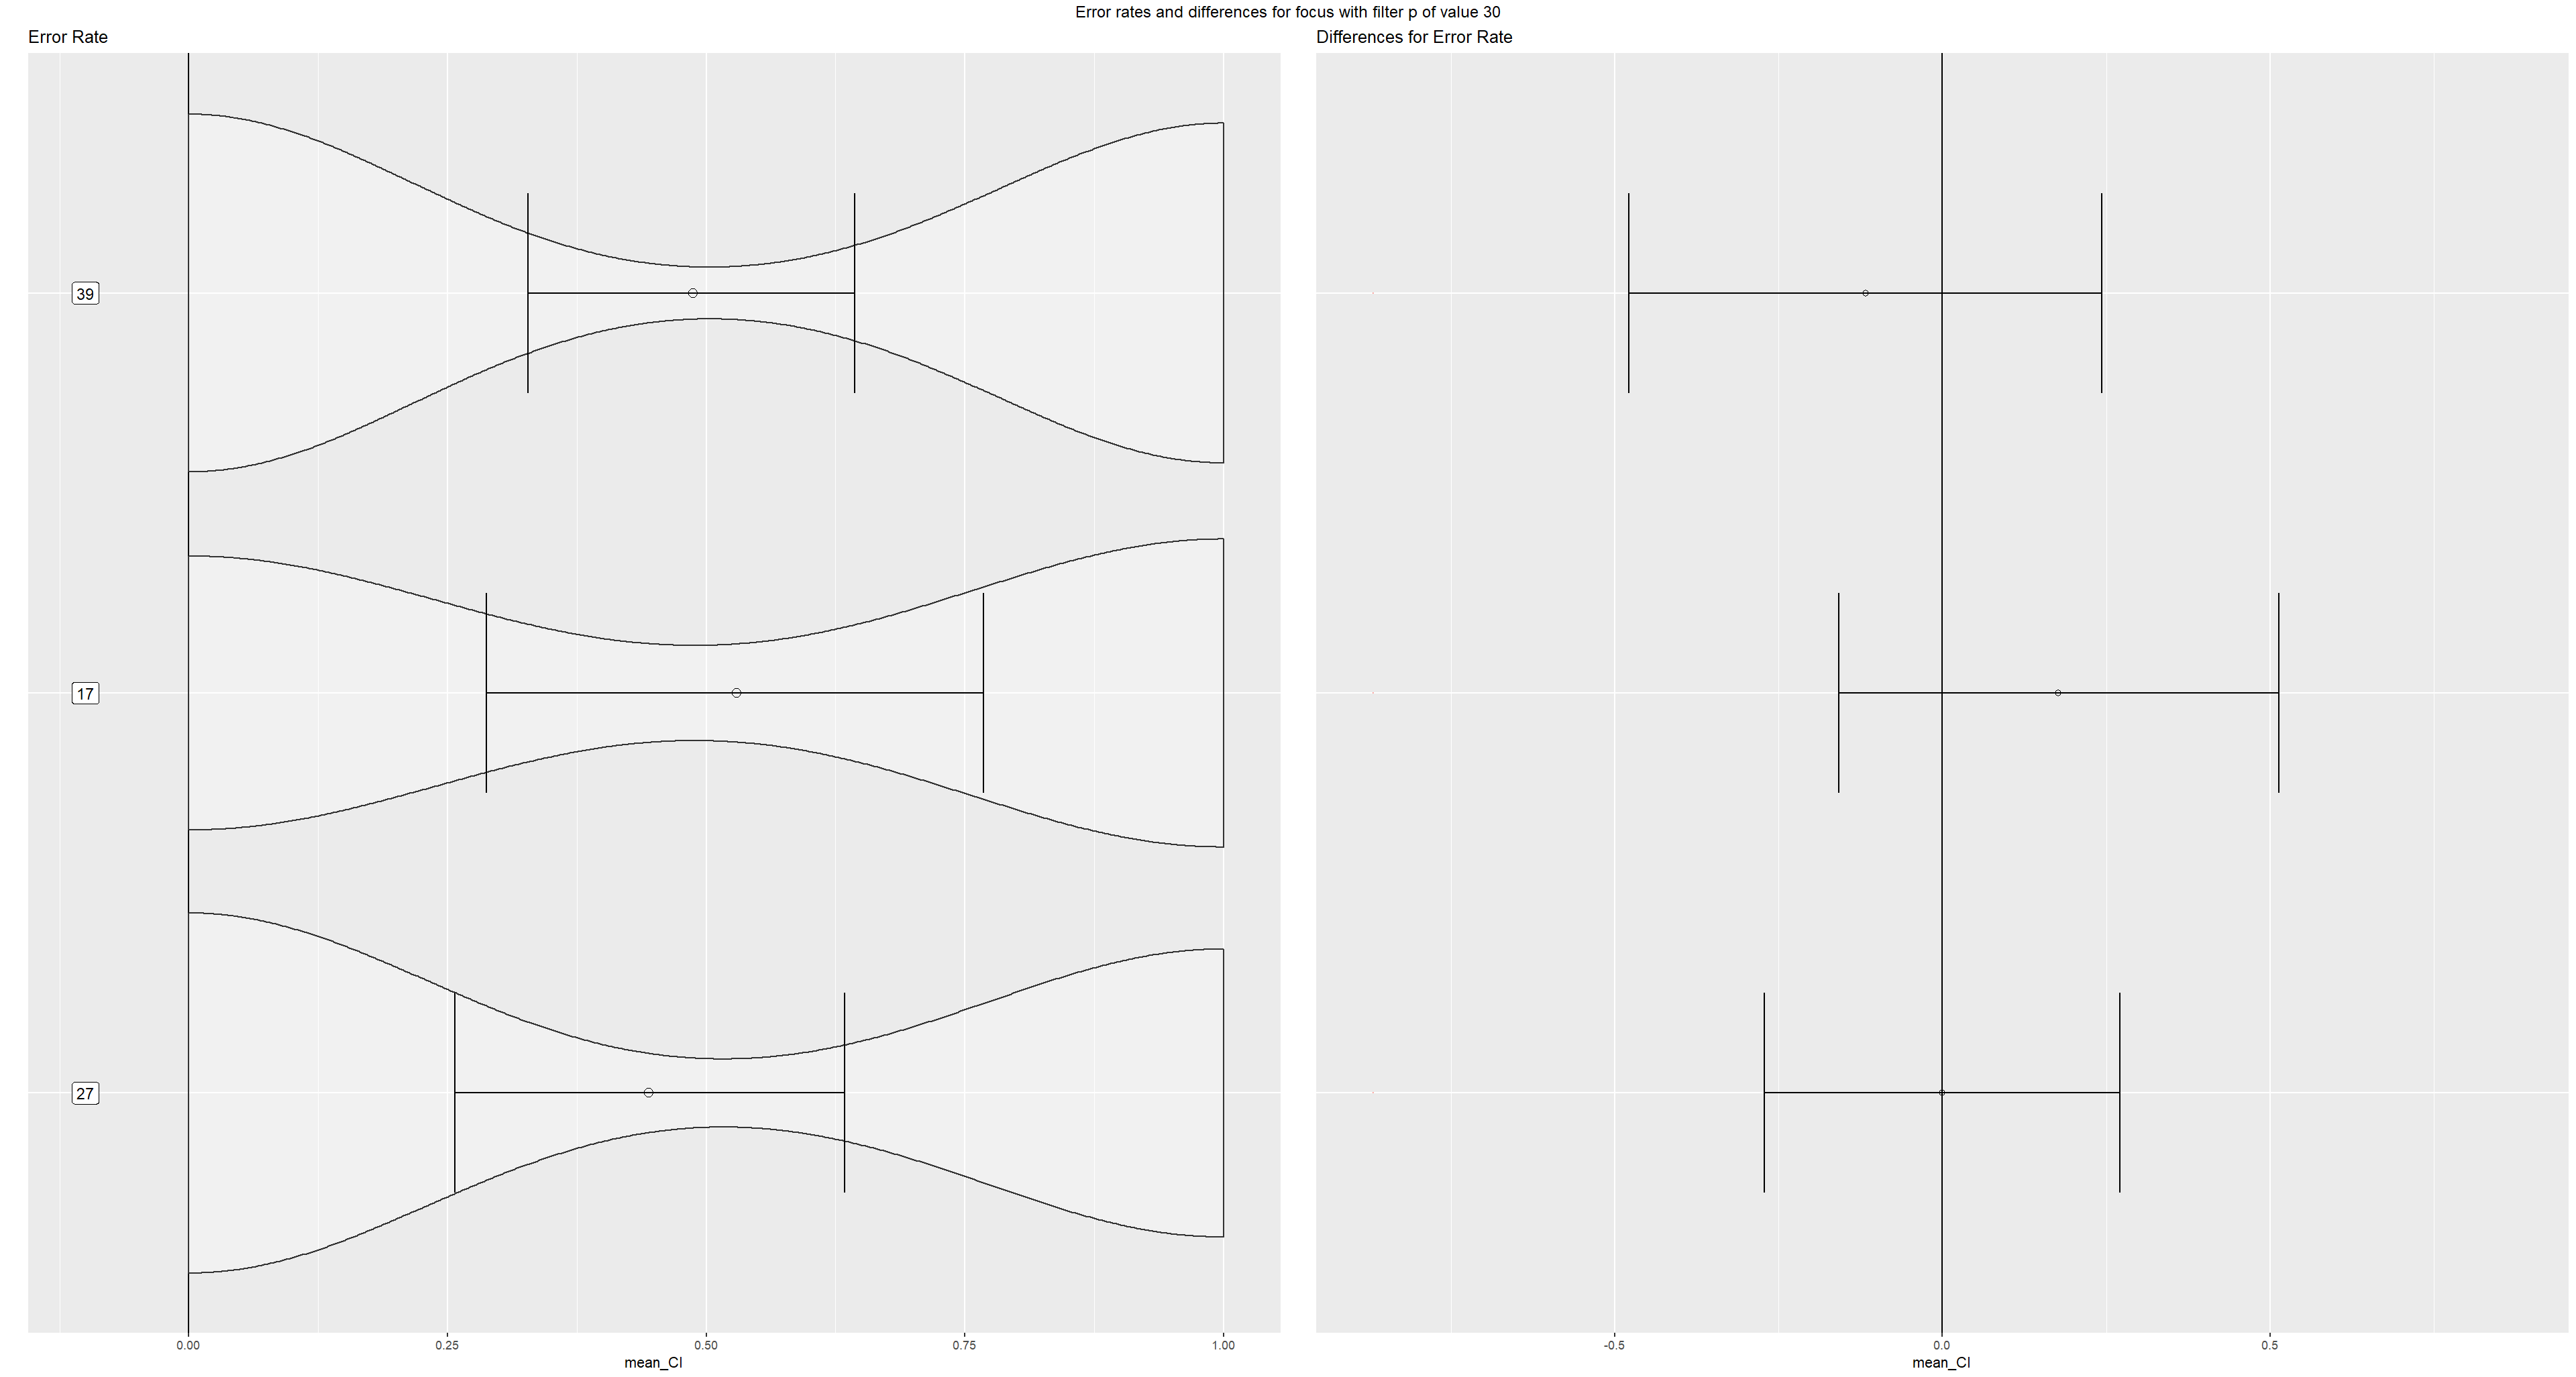 Error rates and differences for focus with filter p of value 30
Error Rate
Differences for Error Rate
39
17
27
0.00 0.25 0.50 0.75 1.00
mean_CI
-0.5 0.0 0.5
mean_CI